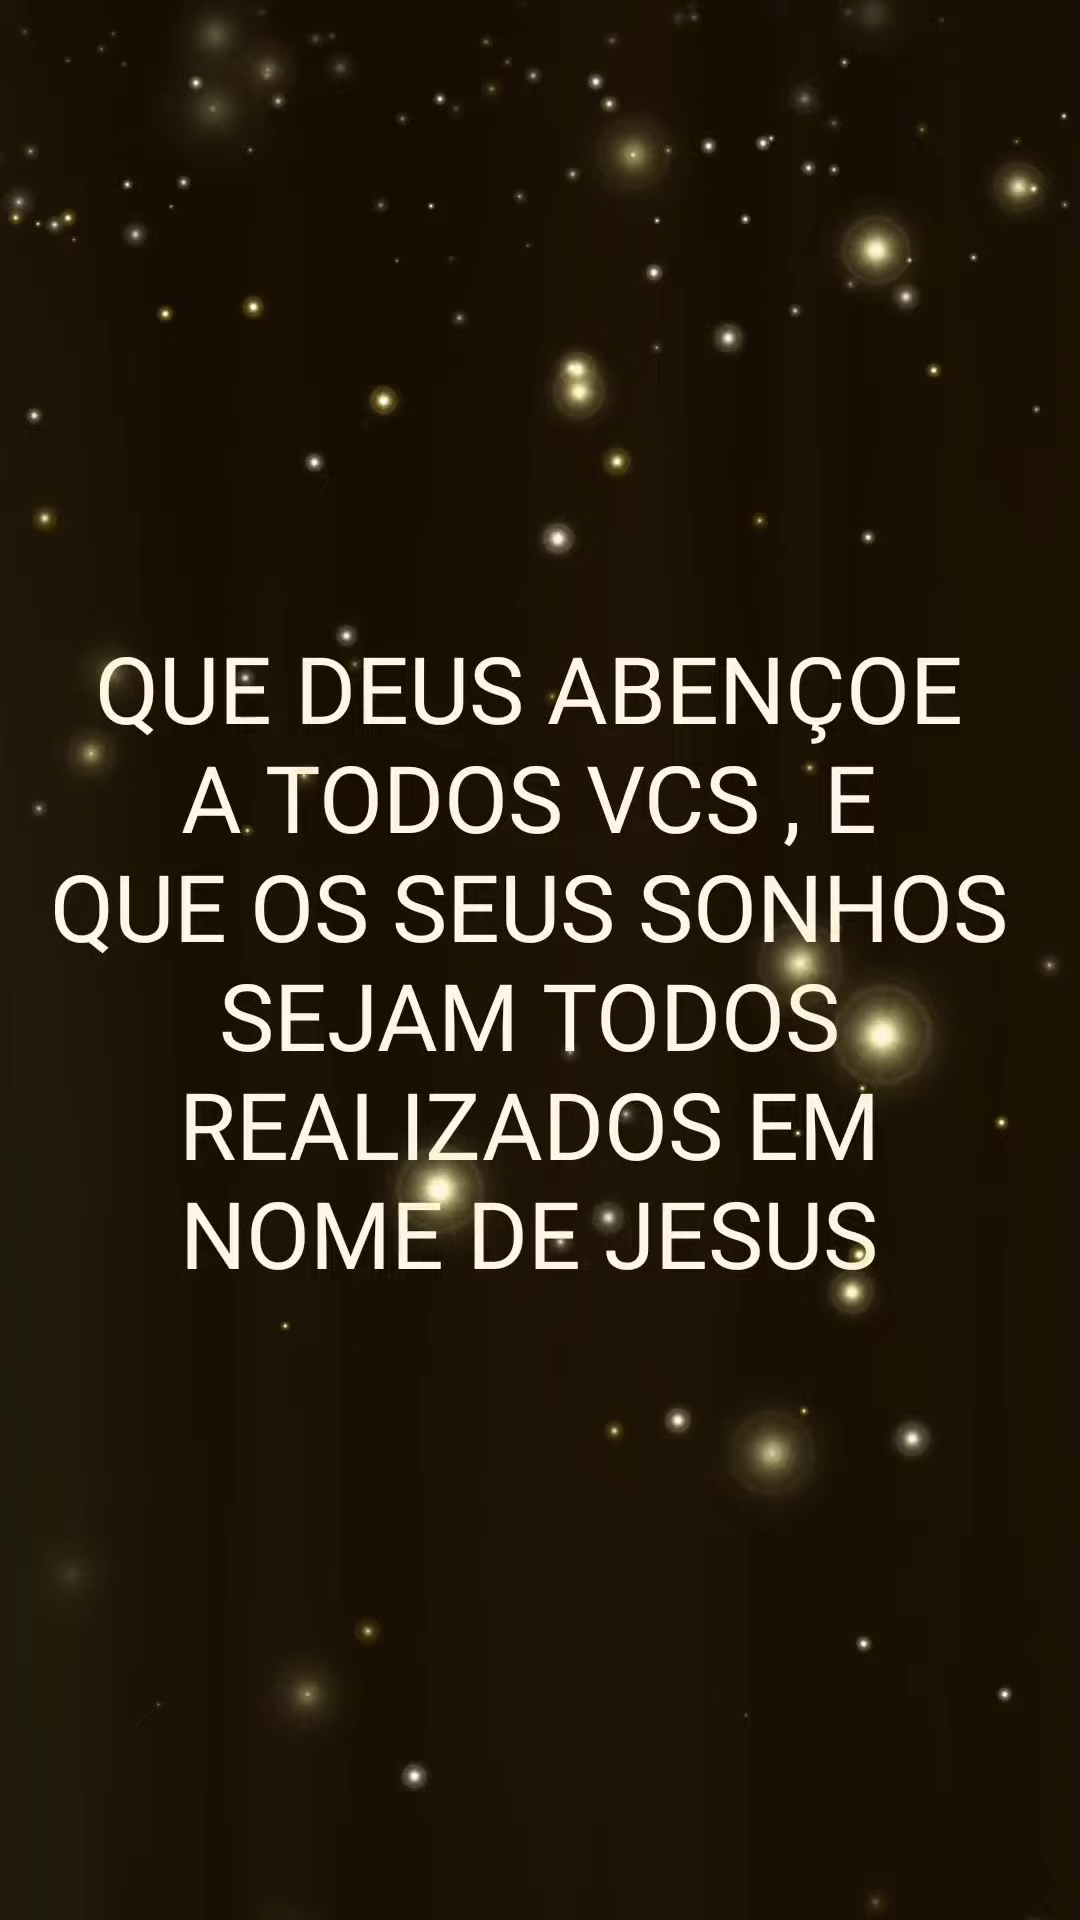 QUE DEUS ABENÇOE
A TODOS VCS , E
QUE OS SEUS SONHOS
SEJAM TODOS
REALIZADOS EM
NOME DE JESUS